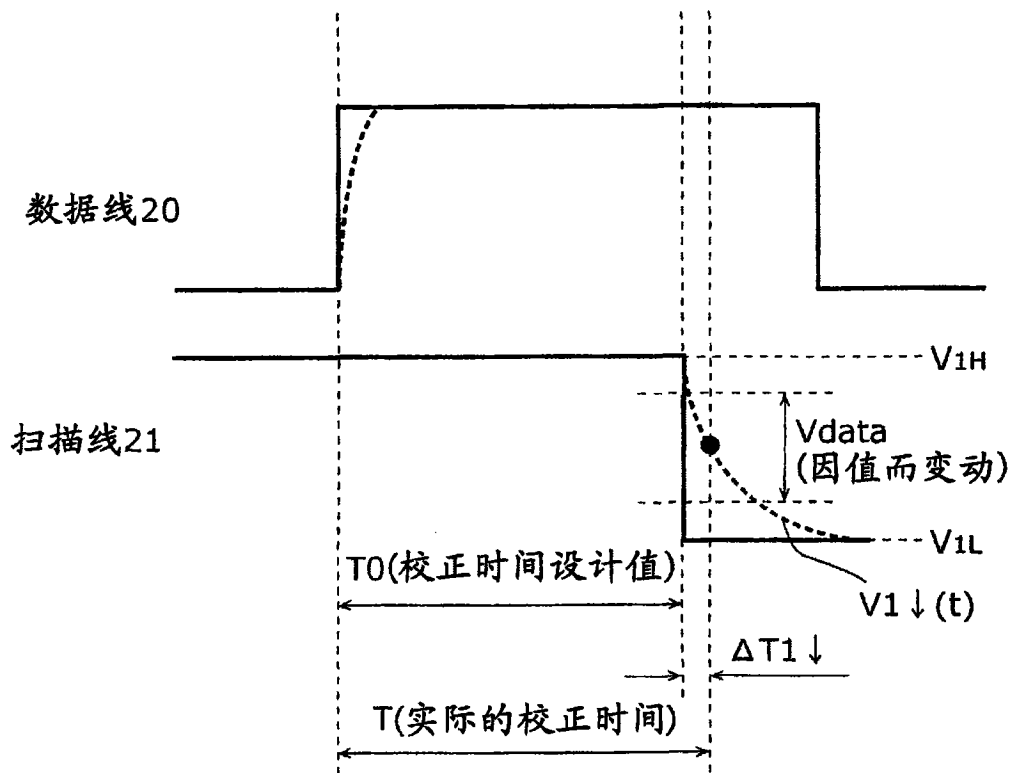 数据线20
V1H
扫描线21
Vdata
(因值而变动)
V1L
T0(校正时间设计值)
V1↓(t)
ΔT1↓
T(实际的校正时间)